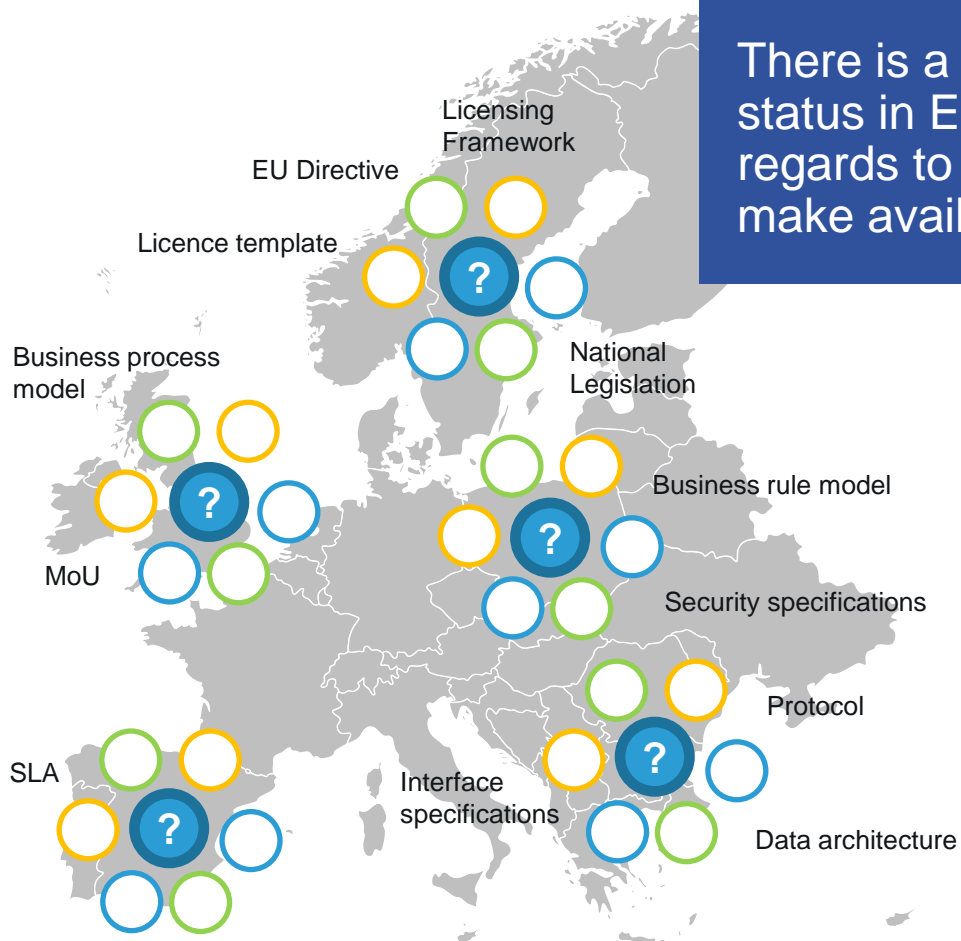 There is a
status in E
regards to
make avail
Licensing
Framework
EU Directive
Licence template
?
National
Legislation
Business process
model
?
MoU
Business rule model
?
Security specifications
Protocol
?
Interface
specifications
Data architecture
SLA
?